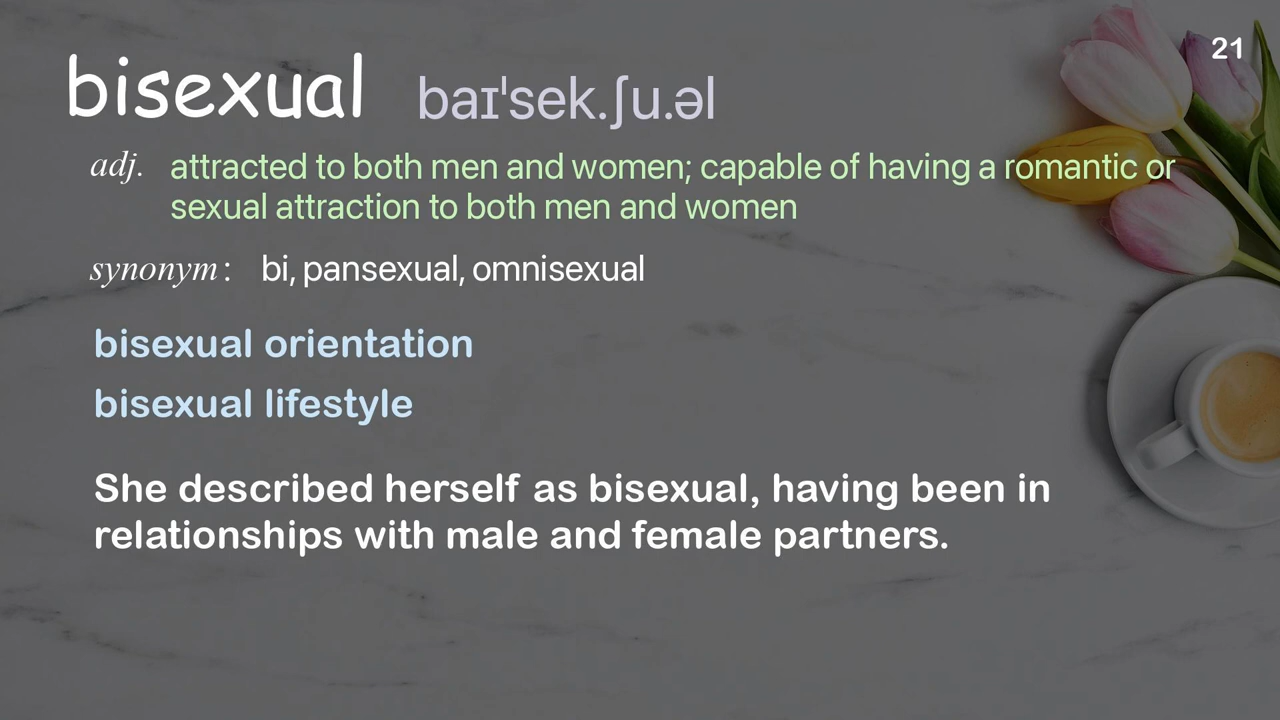 21
bisexual baɪˈsek.ʃu.əl
adj. attracted to both men and women; capable of having a romantic or
sexual attraction to both men and women
synonym: bi, pansexual, omnisexual
bisexual orientation
bisexual lifestyle
She described herself as bisexual, having been in
relationships with male and female partners.